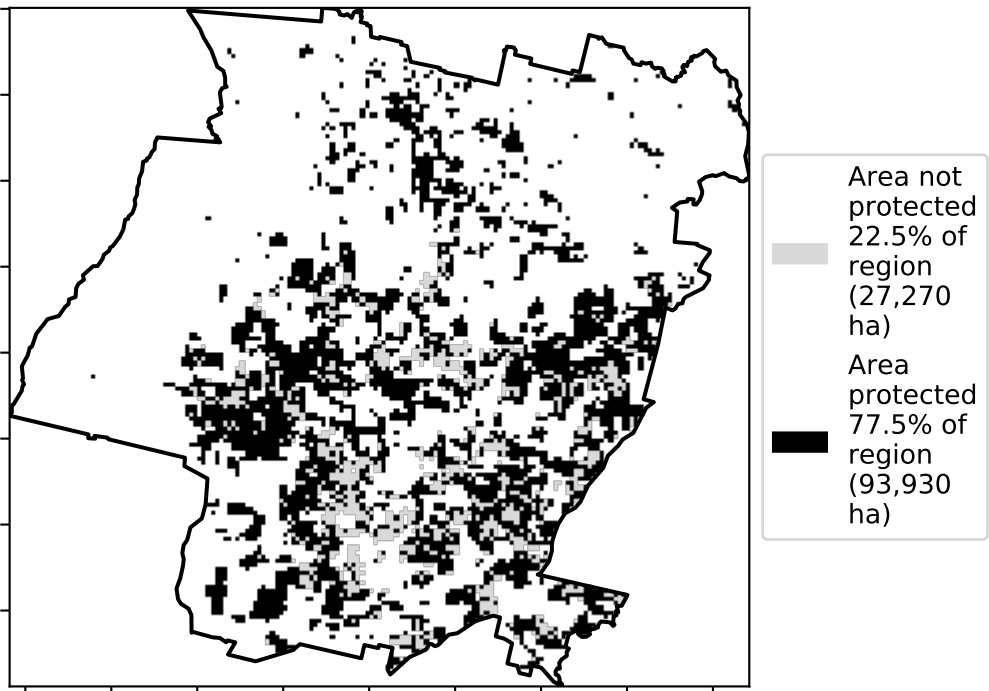 Area not
protected
22.5% of
region
(27,270
ha)
Area
protected
77.5% of
region
(93,930
ha)